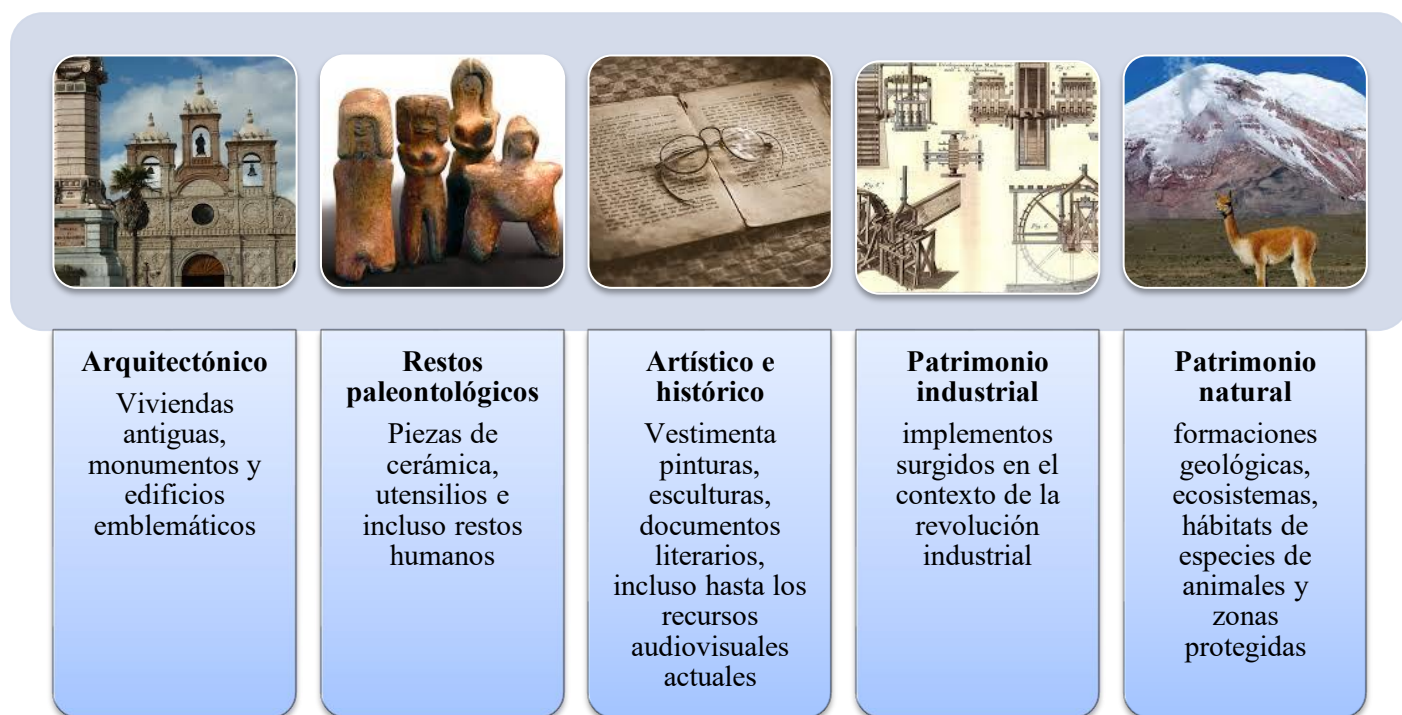 Arquitectónico
Viviendas
antiguas,
monumentos y
edificios
emblemáticos
Restos
paleontológicos
Piezas de
cerámica,
utensilios e
incluso restos
humanos
Artístico e
histórico
Vestimenta
pinturas,
esculturas,
documentos
literarios,
incluso hasta los
recursos
audiovisuales
actuales
Patrimonio
industrial
implementos
surgidos en el
contexto de la
revolución
industrial
Patrimonio
natural
formaciones
geológicas,
ecosistemas,
hábitats de
especies de
animales y
zonas
protegidas